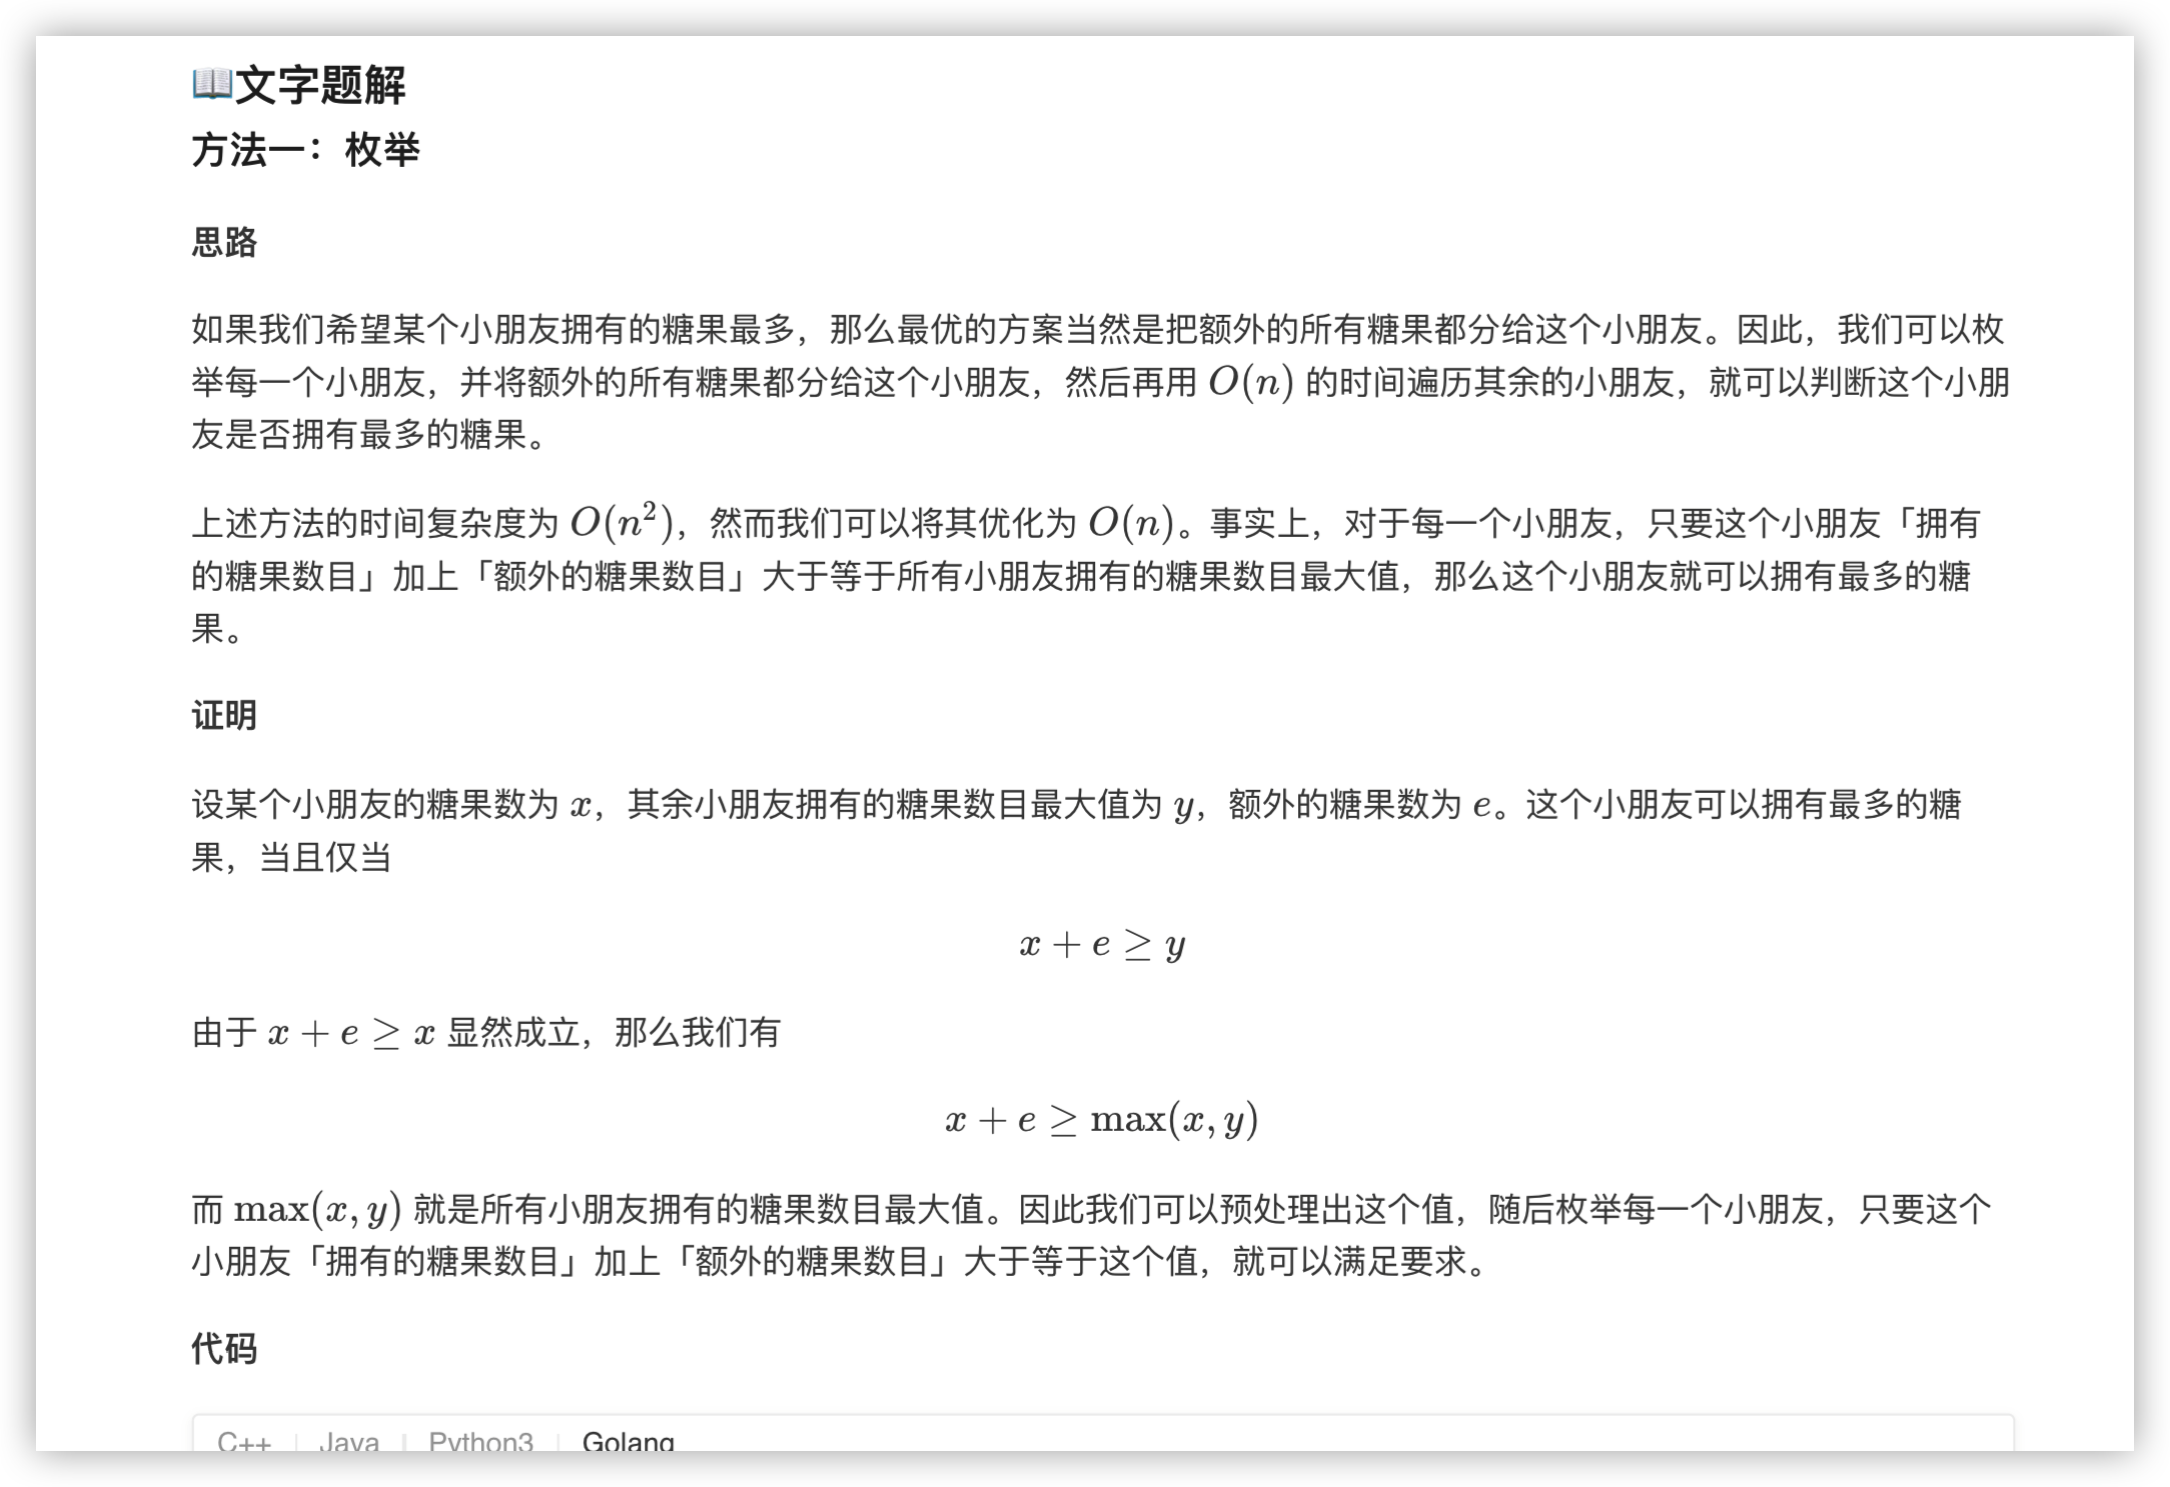 📖文字题解
方法一：枚举
思路
如果我们希望某个小朋友拥有的糖果最多，那么最优的方案当然是把额外的所有糖果都分给这个小朋友。因此，我们可以枚
举每一个小朋友，并将额外的所有糖果都分给这个小朋友，然后再用 O(n) 的时间遍历其余的小朋友，就可以判断这个小朋
友是否拥有最多的糖果。
上述方法的时间复杂度为 O(n²)，然而我们可以将其优化为 O(n)。事实上，对于每一个小朋友，只要这个小朋友「拥有
的糖果数目」加上「额外的糖果数目」大于等于所有小朋友拥有的糖果数目最大值，那么这个小朋友就可以拥有最多的糖
果。
证明
设某个小朋友的糖果数为 x，其余小朋友拥有的糖果数目最大值为 y，额外的糖果数为 e。这个小朋友可以拥有最多的糖
果，当且仅当
x + e ≥ y
由于 x + e ≥ x 显然成立，那么我们有
x + e ≥ max(x, y)
而 max(x, y) 就是所有小朋友拥有的糖果数目最大值。因此我们可以预处理出这个值，随后枚举每一个小朋友，只要这个
小朋友「拥有的糖果数目」加上「额外的糖果数目」大于等于这个值，就可以满足要求。
代码
C++ | Java | Python3 | Golang